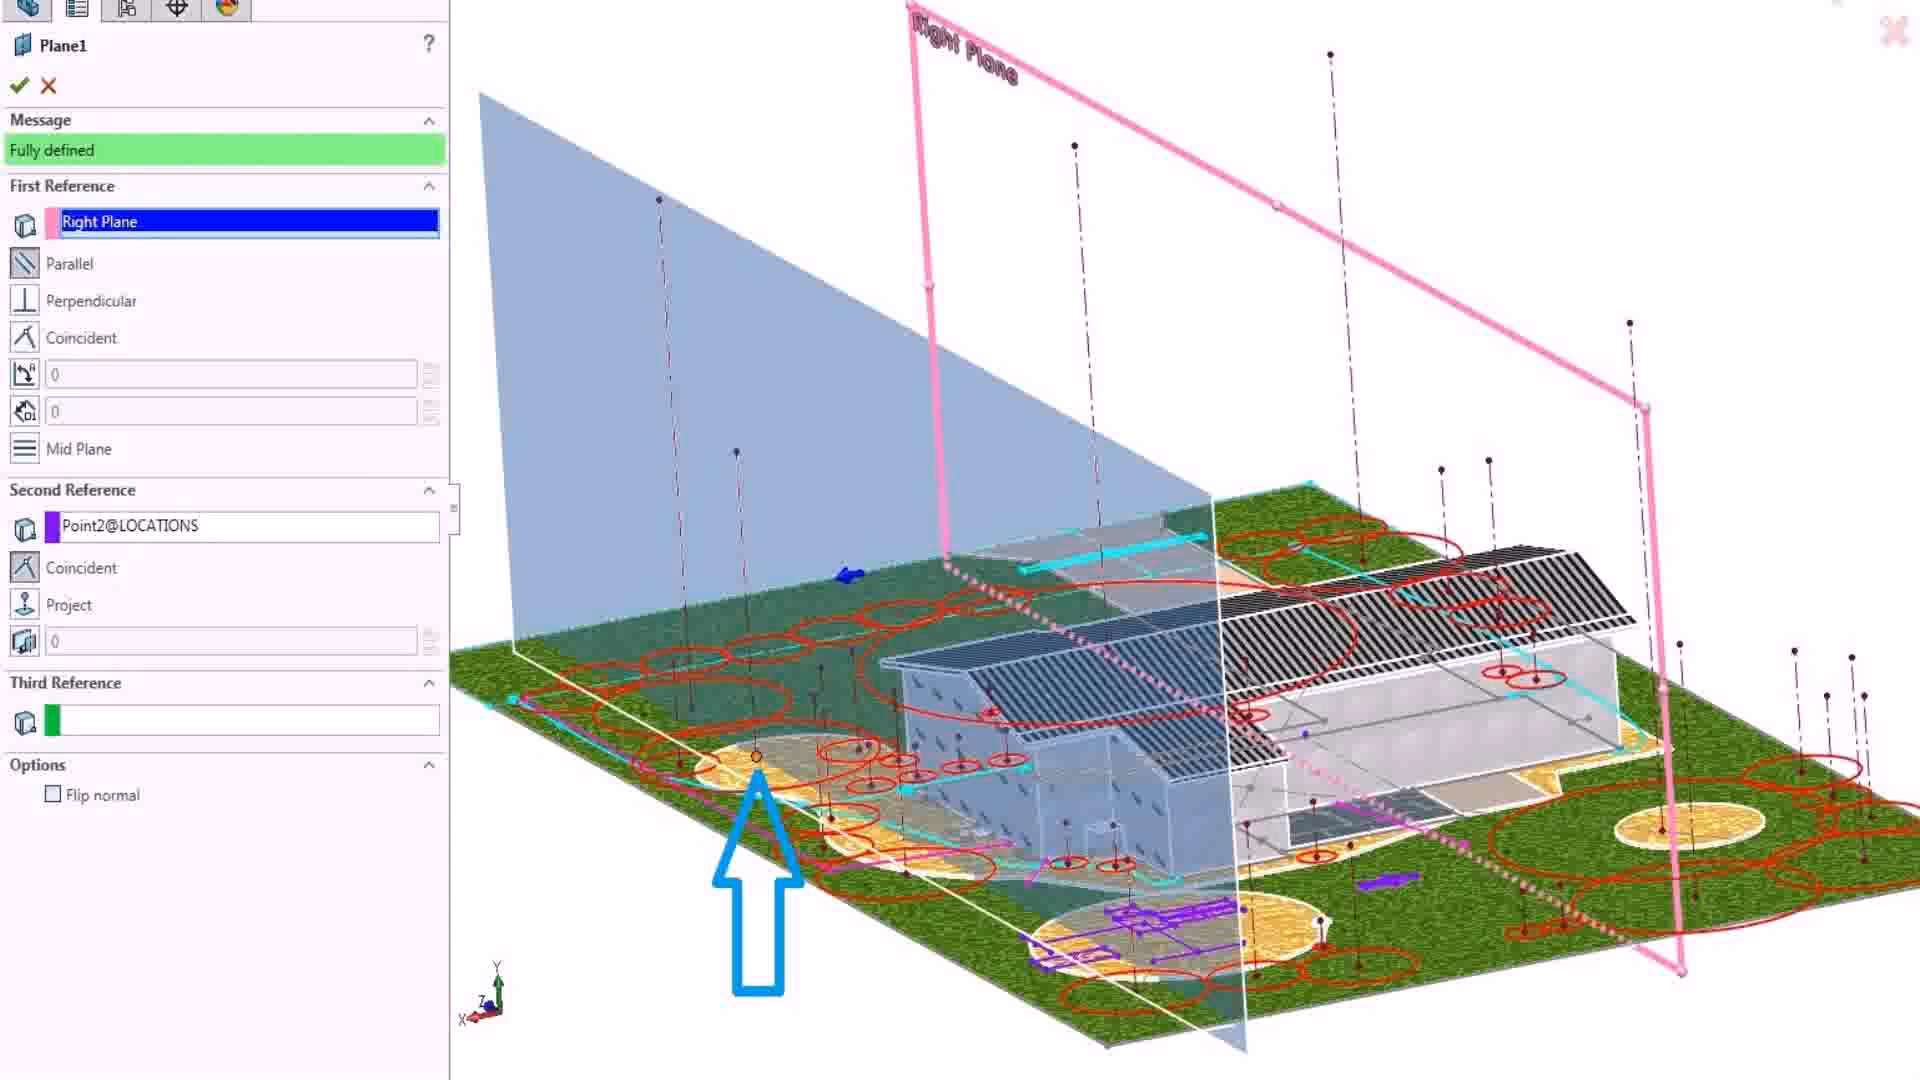 Plane1
?
Message
Fully defined
First Reference
Right Plane
Parallel
Perpendicular
Coincident
0
0
Mid Plane
Second Reference
Point2@LOCATIONS
Coincident
Project
0
Third Reference
Options
Flip normal
Right Plane
Y
Z
X